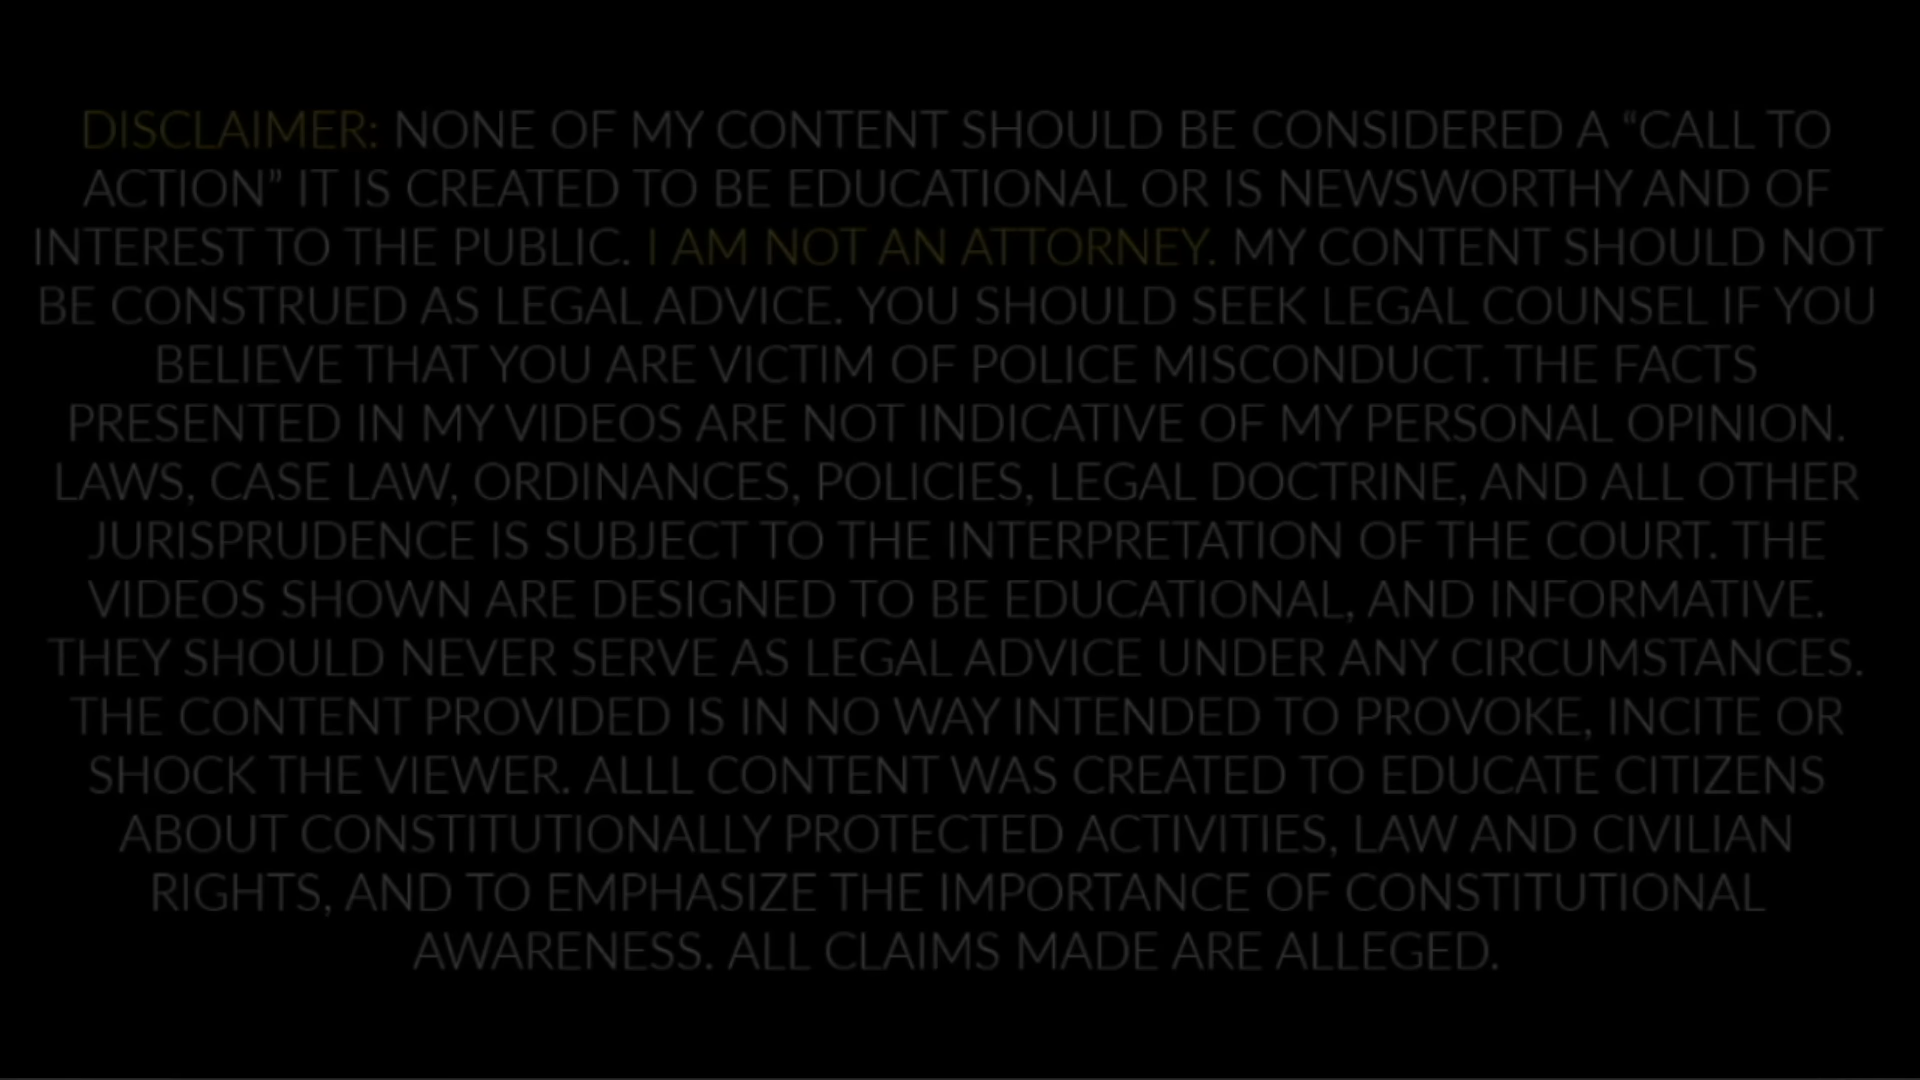 DISCLAIMER: NONE OF MY CONTENT SHOULD BE CONSIDERED A “CALL TO
ACTION” IT IS CREATED TO BE EDUCATIONAL OR IS NEWSWORTHY AND OF
INTEREST TO THE PUBLIC. I AM NOT AN ATTORNEY. MY CONTENT SHOULD NOT
BE CONSTRUED AS LEGAL ADVICE. YOU SHOULD SEEK LEGAL COUNSEL IF YOU
BELIEVE THAT YOU ARE VICTIM OF POLICE MISCONDUCT. THE FACTS
PRESENTED IN MY VIDEOS ARE NOT INDICATIVE OF MY PERSONAL OPINION.
LAWS, CASE LAW, ORDINANCES, POLICIES, LEGAL DOCTRINE, AND ALL OTHER
JURISPRUDENCE IS SUBJECT TO THE INTERPRETATION OF THE COURT. THE
VIDEOS SHOWN ARE DESIGNED TO BE EDUCATIONAL, AND INFORMATIVE.
THEY SHOULD NEVER SERVE AS LEGAL ADVICE UNDER ANY CIRCUMSTANCES.
THE CONTENT PROVIDED IS IN NO WAY INTENDED TO PROVOKE, INCITE OR
SHOCK THE VIEWER. ALLL CONTENT WAS CREATED TO EDUCATE CITIZENS
ABOUT CONSTITUTIONALLY PROTECTED ACTIVITIES, LAW AND CIVILIAN
RIGHTS, AND TO EMPHASIZE THE IMPORTANCE OF CONSTITUTIONAL
AWARENESS. ALL CLAIMS MADE ARE ALLEGED.